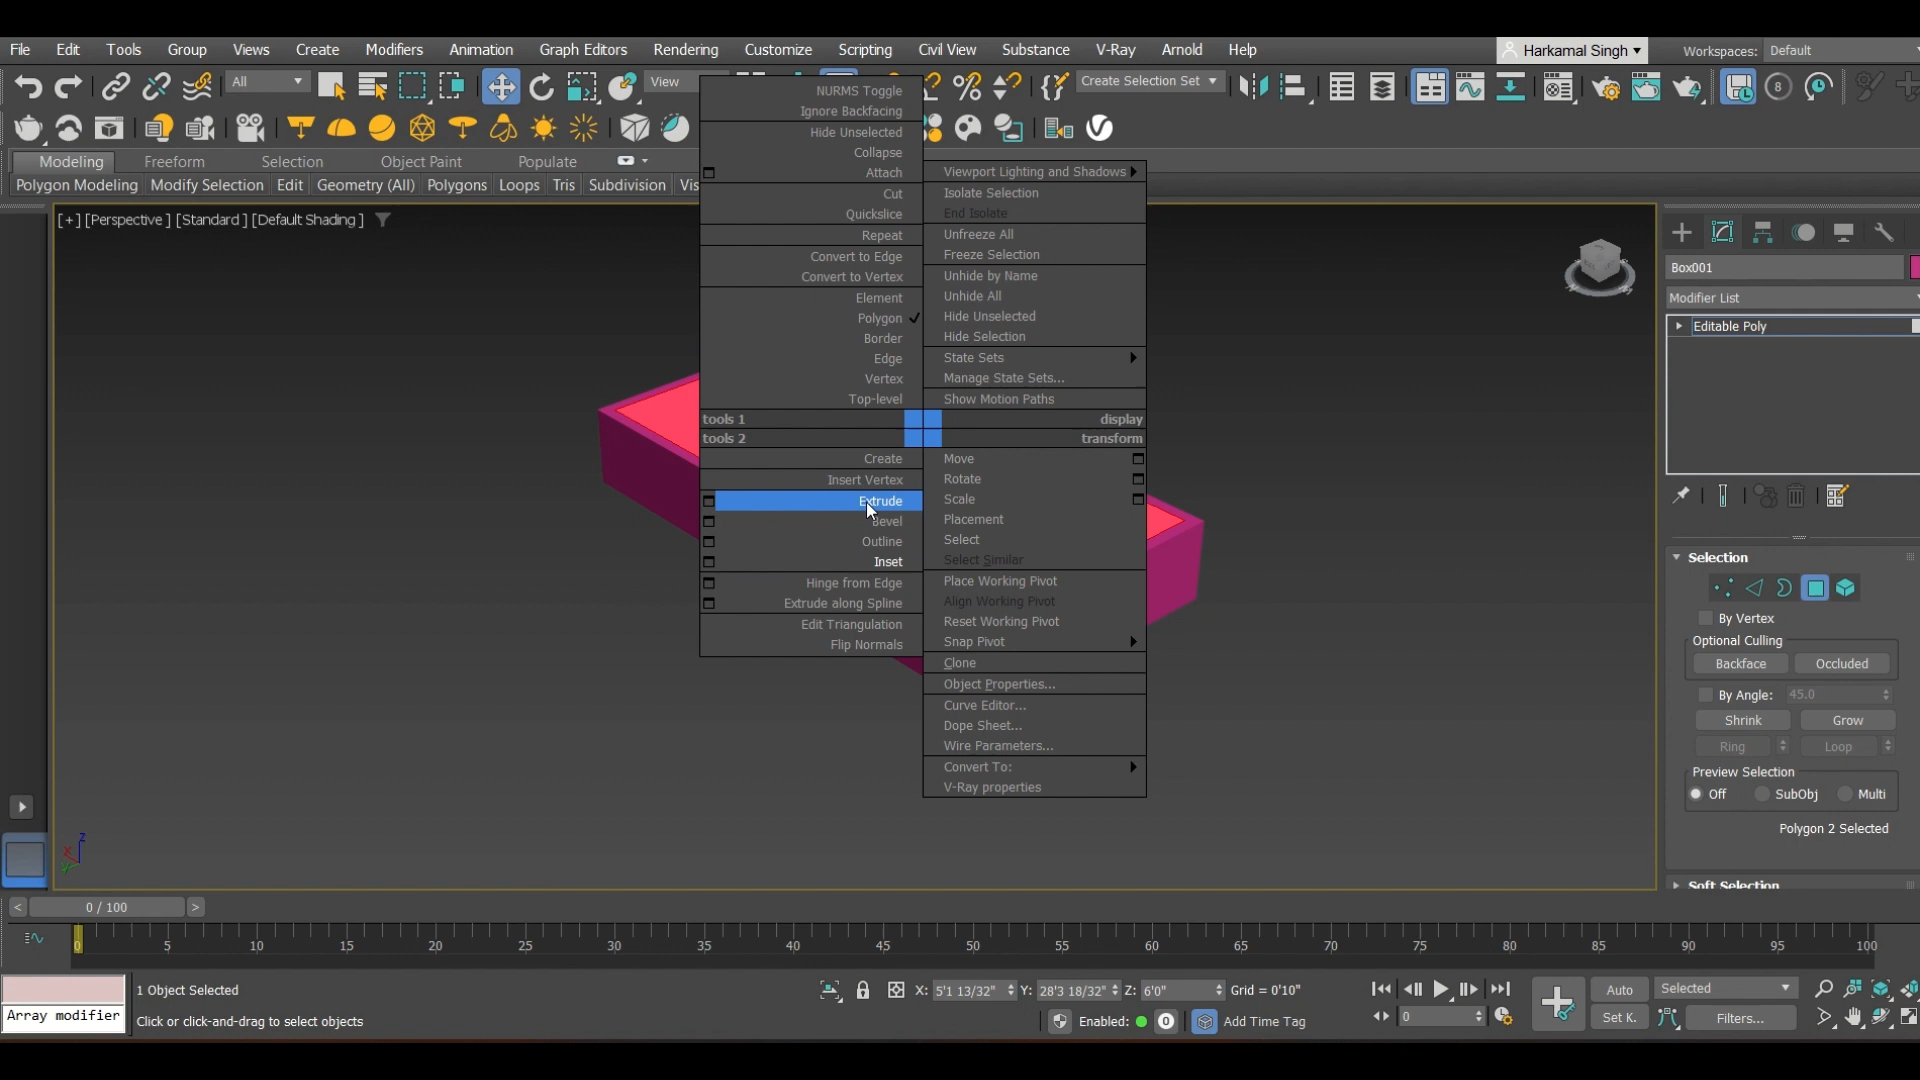 File Edit Tools Group Views Create Modifiers Animation Graph Editors Rendering Customize Scripting Civil View Substance V-Ray Arnold Help Harkamal Singh Workspaces: Default
All View Create Selection Set 8
Modeling Freeform Selection Object Paint Populate
Polygon Modeling Modify Selection Edit Geometry (All) Polygons Loops Tris Subdivision Vis
[+] [Perspective ] [Standard ] [Default Shading ]
NURMS Toggle
Ignore Backfacing
Hide Unselected
Collapse
Attach
Cut
Quickslice
Repeat
Convert to Edge
Convert to Vertex
Element
Polygon
Border
Edge
Vertex
Top-level
tools 1
tools 2
Create
Insert Vertex
Extrude
Bevel
Outline
Inset
Hinge from Edge
Extrude along Spline
Edit Triangulation
Flip Normals
Viewport Lighting and Shadows
Isolate Selection
End Isolate
Unfreeze All
Freeze Selection
Unhide by Name
Unhide All
Hide Unselected
Hide Selection
State Sets
Manage State Sets...
Show Motion Paths
display
transform
Move
Rotate
Scale
Placement
Select
Select Similar
Place Working Pivot
Align Working Pivot
Reset Working Pivot
Snap Pivot
Clone
Object Properties...
Curve Editor...
Dope Sheet...
Wire Parameters...
Convert To:
V-Ray properties
Box001
Modifier List
Editable Poly
Selection
By Vertex
Optional Culling
Backface Occluded
By Angle: 45.0
Shrink Grow
Ring Loop
Preview Selection
Off SubObj Multi
Polygon 2 Selected
Soft Selection
z
x
y
< 0 / 100 >
0 5 10 15 20 25 30 35 40 45 50 55 60 65 70 75 80 85 90 95 100
1 Object Selected X: 5'1 13/32" Y: 28'3 18/32" Z: 6'0" Grid = 0'10" Auto Selected
Array modifier Click or click-and-drag to select objects Enabled: 0 Add Time Tag 0 Set K. Filters...